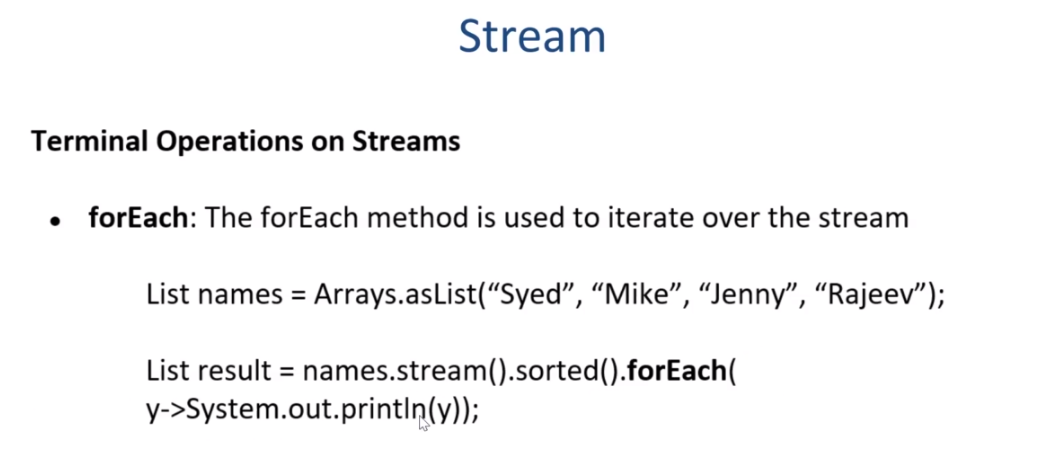 Stream
Terminal Operations on Streams
• forEach: The forEach method is used to iterate over the stream
List names = Arrays.asList(“Syed”, “Mike”, “Jenny”, “Rajeev”);
List result = names.stream().sorted().forEach(
y->System.out.println(y));